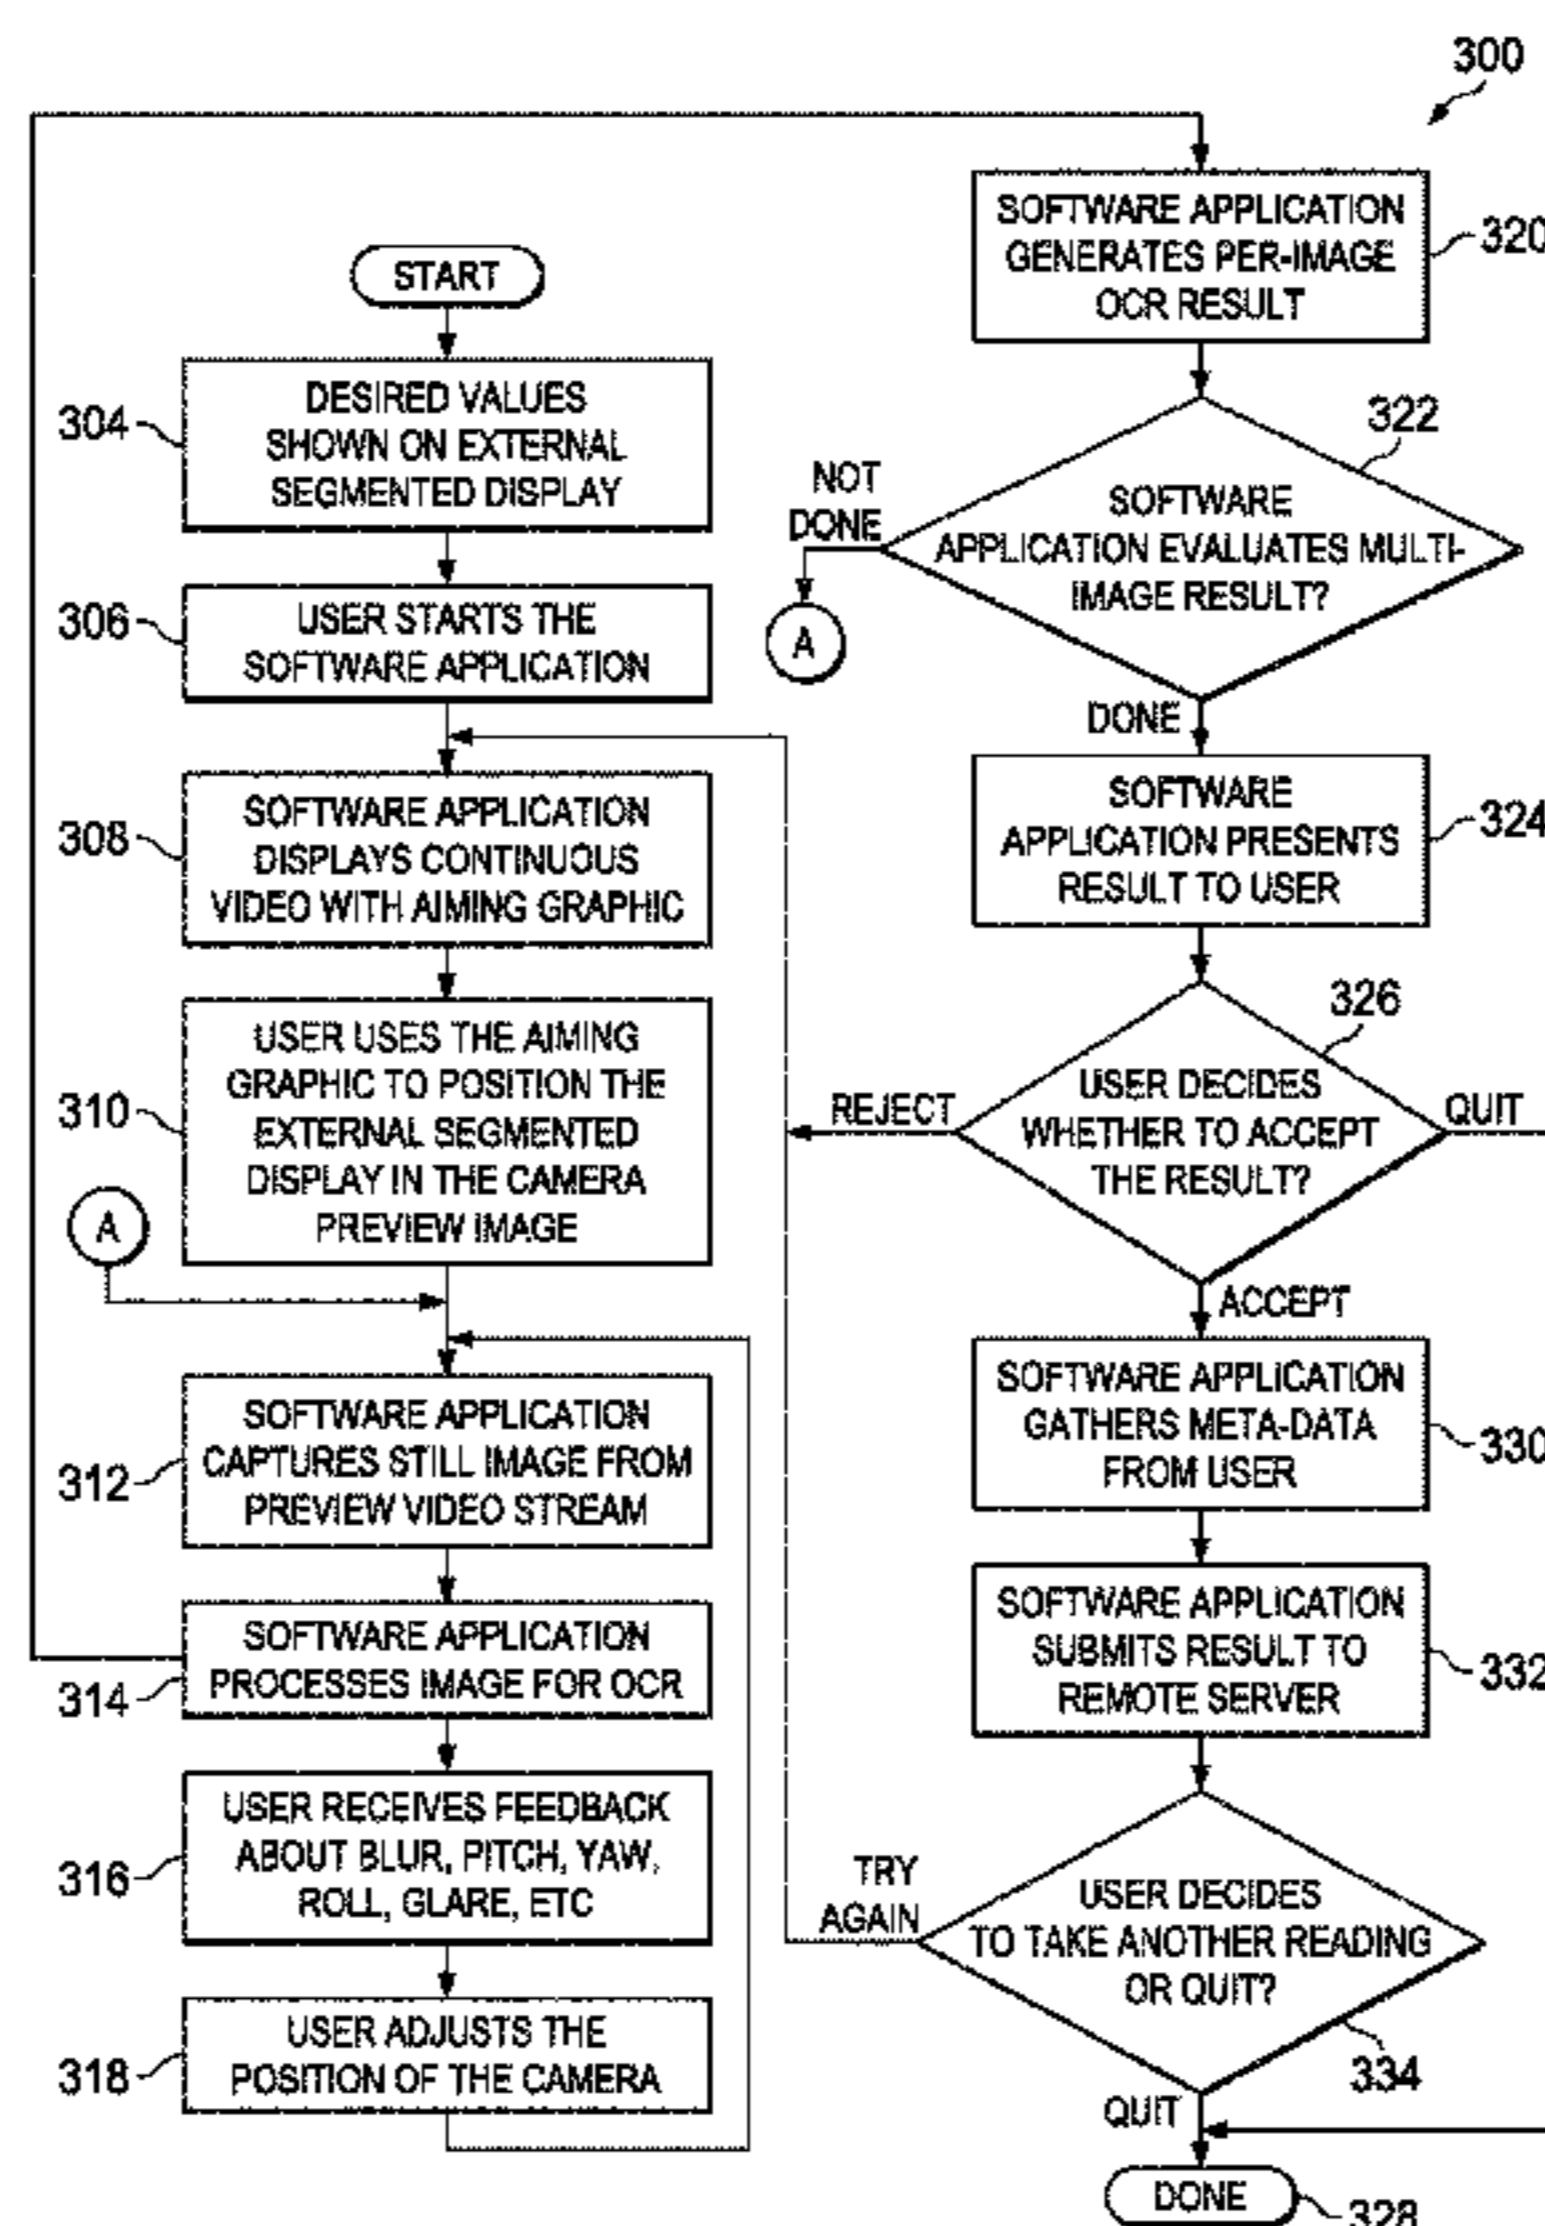 300
START
304
DESIRED VALUES
SHOWN ON EXTERNAL
SEGMENTED DISPLAY
306
USER STARTS THE
SOFTWARE APPLICATION
308
SOFTWARE APPLICATION
DISPLAYS CONTINUOUS
VIDEO WITH AIMING GRAPHIC
310
USER USES THE AIMING
GRAPHIC TO POSITION THE
EXTERNAL SEGMENTED
DISPLAY IN THE CAMERA
PREVIEW IMAGE
A
312
SOFTWARE APPLICATION
CAPTURES STILL IMAGE FROM
PREVIEW VIDEO STREAM
314
SOFTWARE APPLICATION
PROCESSES IMAGE FOR OCR
316
USER RECEIVES FEEDBACK
ABOUT BLUR, PITCH, YAW,
ROLL, GLARE, ETC
318
USER ADJUSTS THE
POSITION OF THE CAMERA
SOFTWARE APPLICATION
GENERATES PER-IMAGE
OCR RESULT
320
322
SOFTWARE
APPLICATION EVALUATES MULTI-
IMAGE RESULT?
NOT
DONE
A
DONE
SOFTWARE
APPLICATION PRESENTS
RESULT TO USER
324
326
USER DECIDES
WHETHER TO ACCEPT
THE RESULT?
REJECT
QUIT
ACCEPT
SOFTWARE APPLICATION
GATHERS META-DATA
FROM USER
330
SOFTWARE APPLICATION
SUBMITS RESULT TO
REMOTE SERVER
332
TRY
AGAIN
USER DECIDES
TO TAKE ANOTHER READING
OR QUIT?
334
QUIT
DONE
328